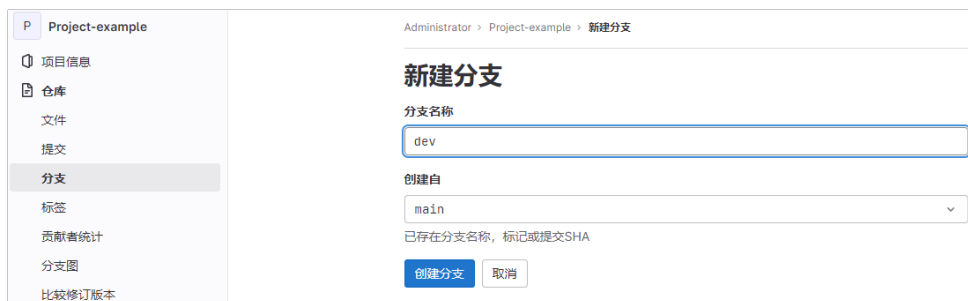 P Project-example
项目信息
仓库
文件
提交
分支
标签
贡献者统计
分支图
比较修订版本
Administrator > Project-example > 新建分支
新建分支
分支名称
dev
创建自
main
已存在分支名称，标记或提交SHA
创建分支 取消